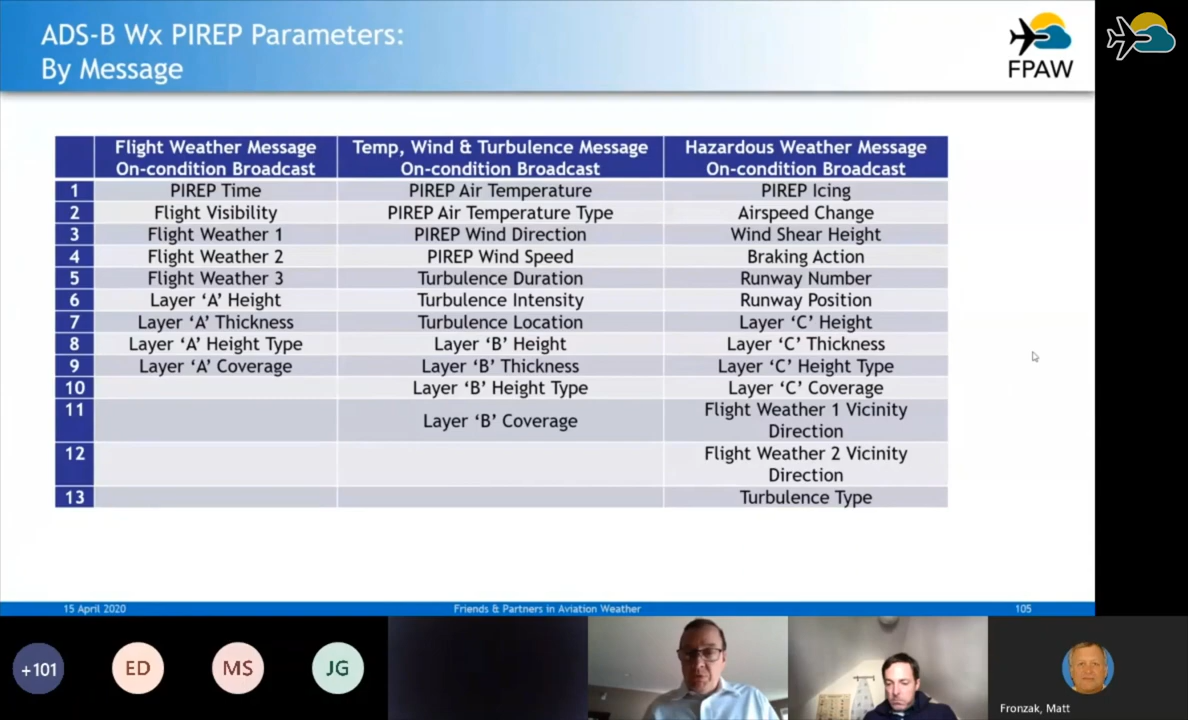 ADS-B Wx PIREP Parameters:
By Message
FPAW
Flight Weather Message
On-condition Broadcast
Temp, Wind & Turbulence Message
On-condition Broadcast
Hazardous Weather Message
On-condition Broadcast
1 PIREP Time PIREP Air Temperature PIREP Icing
2 Flight Visibility PIREP Air Temperature Type Airspeed Change
3 Flight Weather 1 PIREP Wind Direction Wind Shear Height
4 Flight Weather 2 PIREP Wind Speed Braking Action
5 Flight Weather 3 Turbulence Duration Runway Number
6 Layer ‘A’ Height Turbulence Intensity Runway Position
7 Layer ‘A’ Thickness Turbulence Location Layer ‘C’ Height
8 Layer ‘A’ Height Type Layer ‘B’ Height Layer ‘C’ Thickness
9 Layer ‘A’ Coverage Layer ‘B’ Thickness Layer ‘C’ Height Type
10 Layer ‘B’ Height Type Layer ‘C’ Coverage
11 Layer ‘B’ Coverage Flight Weather 1 Vicinity
Direction
12 Flight Weather 2 Vicinity
Direction
13 Turbulence Type
15 April 2020 Friends & Partners in Aviation Weather 105
+101 ED MS JG
Fronzak, Matt